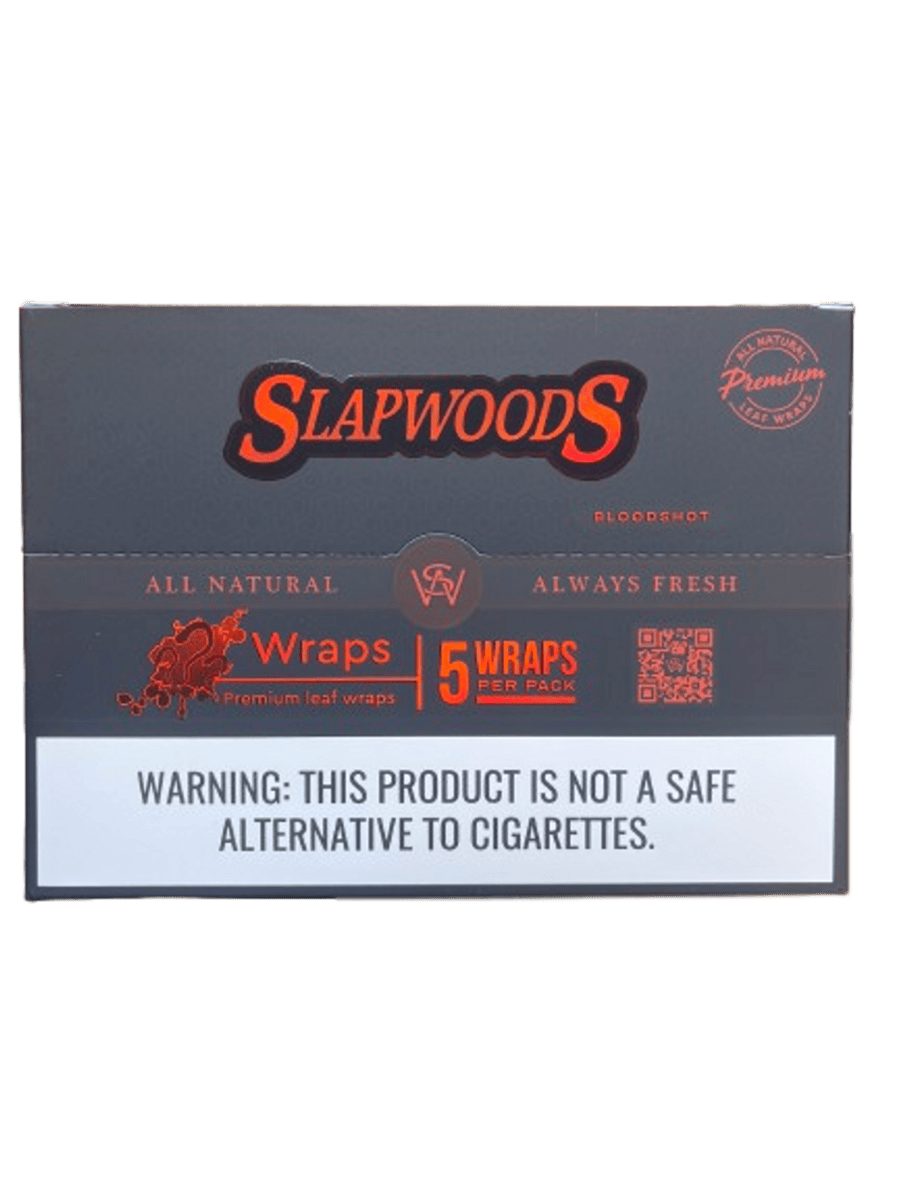 SLAPWOODS
ALL NATURAL
Premium
LEAF WRAPS
BLOODSHOT
ALL NATURAL
SW
ALWAYS FRESH
Wraps
Premium leaf wraps
5 WRAPS
PER PACK
WARNING: THIS PRODUCT IS NOT A SAFE
ALTERNATIVE TO CIGARETTES.